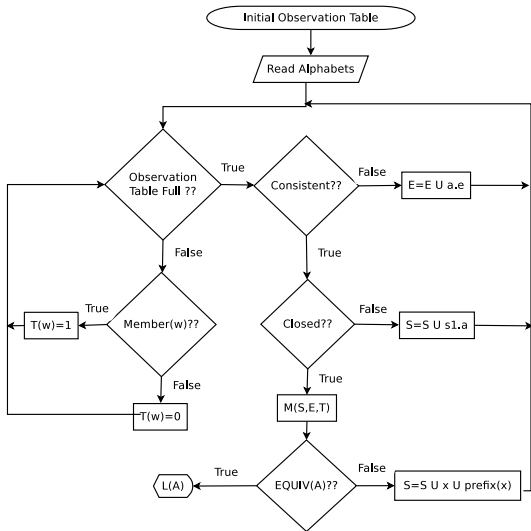 Initial Observation Table
Read Alphabets
Observation
Table Full ??
True
Consistent??
False
E=E U a.e
False
True
Member(w)??
True
T(w)=1
False
T(w)=0
Closed??
False
S=S U s1.a
True
M(S,E,T)
EQUIV(A)??
True
L(A)
False
S=S U x U prefix(x)